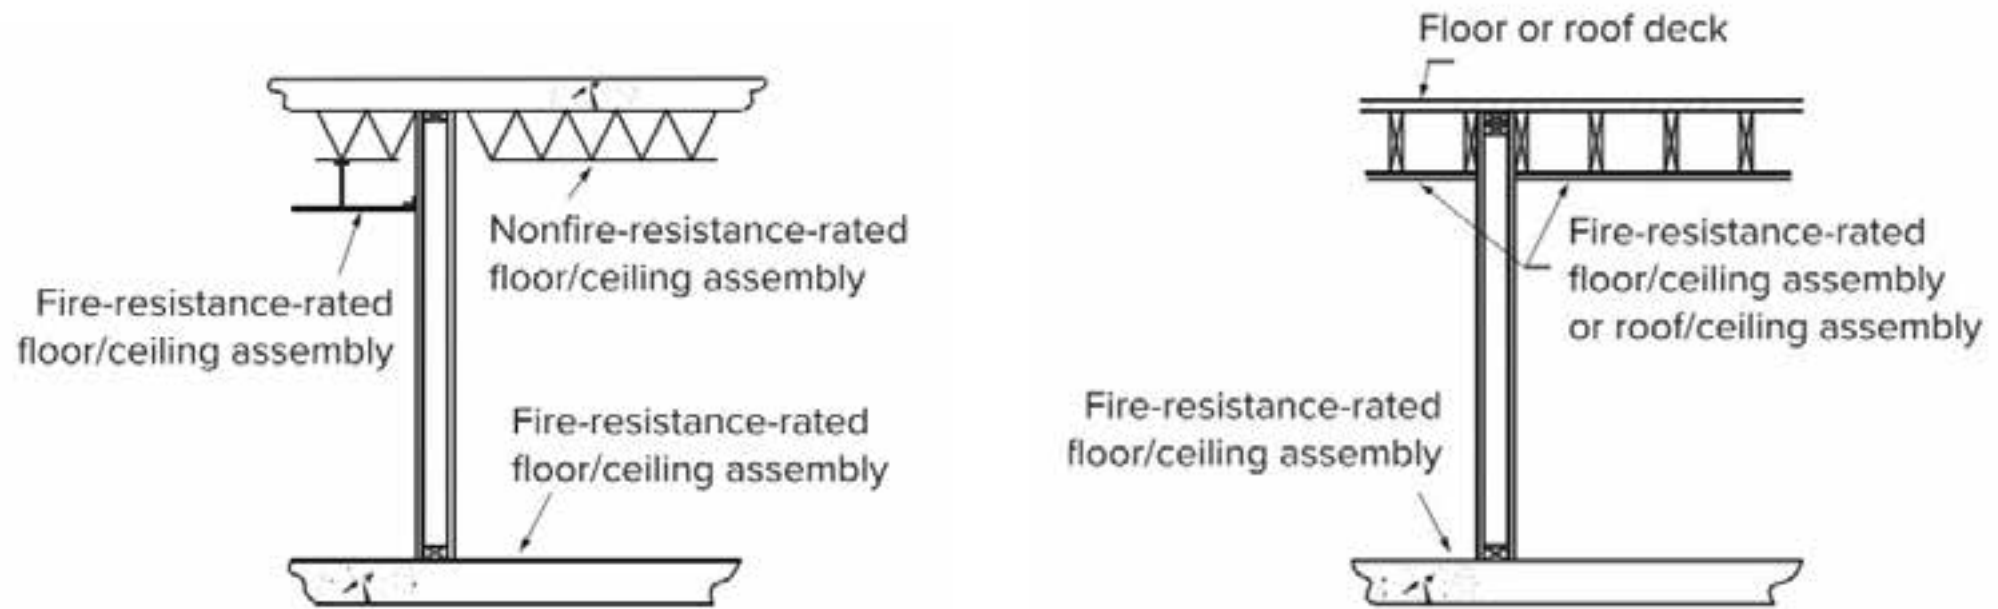 Nonfire-resistance-rated
floor/ceiling assembly
Fire-resistance-rated
floor/ceiling assembly
Fire-resistance-rated
floor/ceiling assembly
Floor or roof deck
Fire-resistance-rated
floor/ceiling assembly
or roof/ceiling assembly
Fire-resistance-rated
floor/ceiling assembly